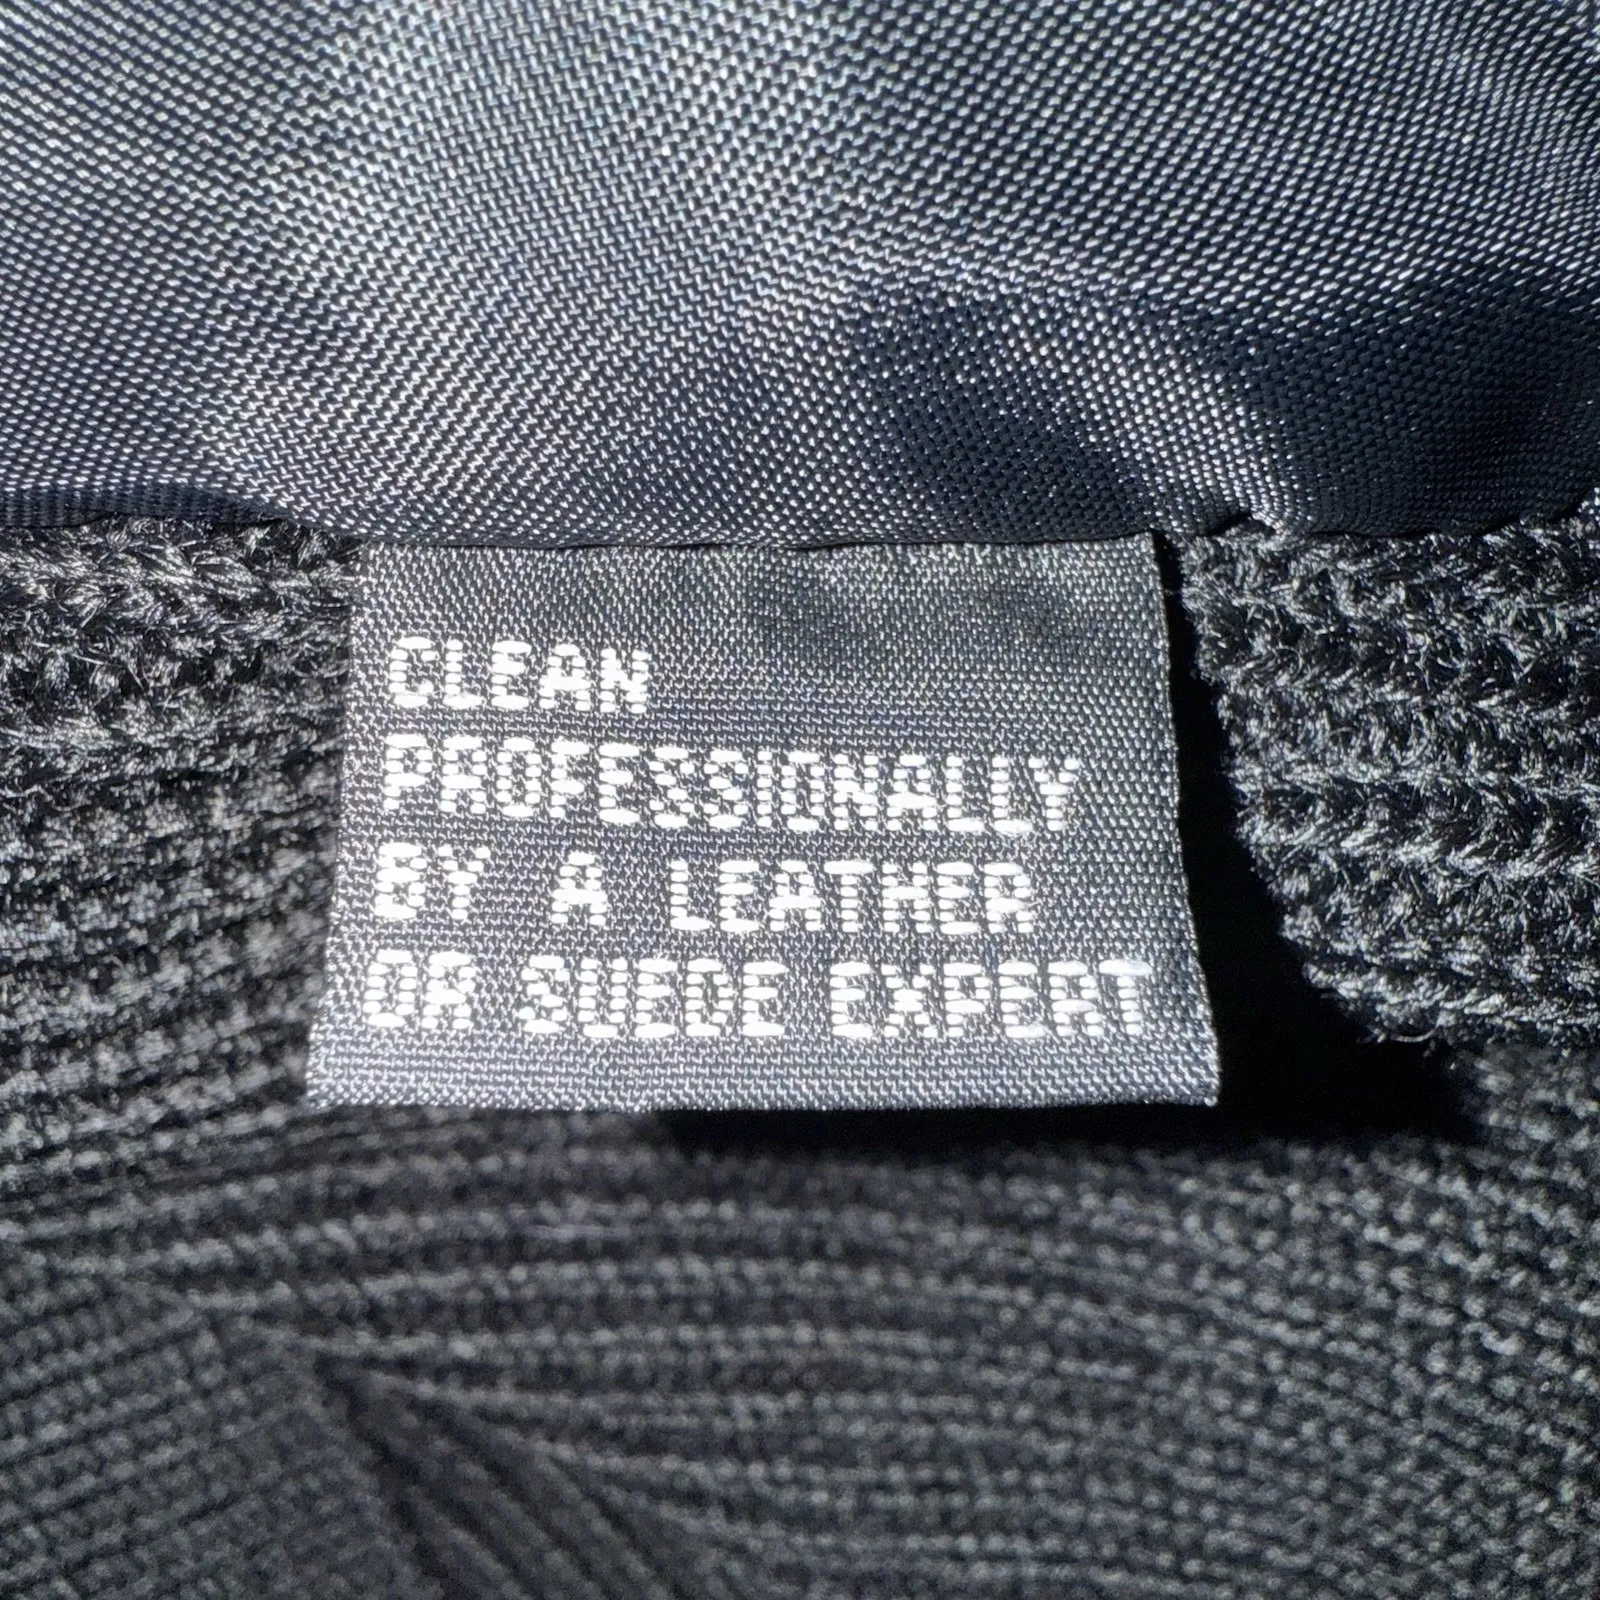 CLEAN
PROFESSIONALLY
BY A LEATHER
OR SUEDE EXPERT